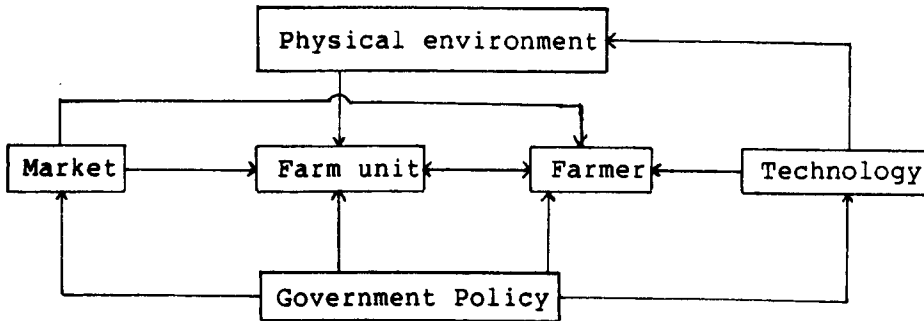 Physical environment
Market
Farm unit
Farmer
Technology
Government Policy